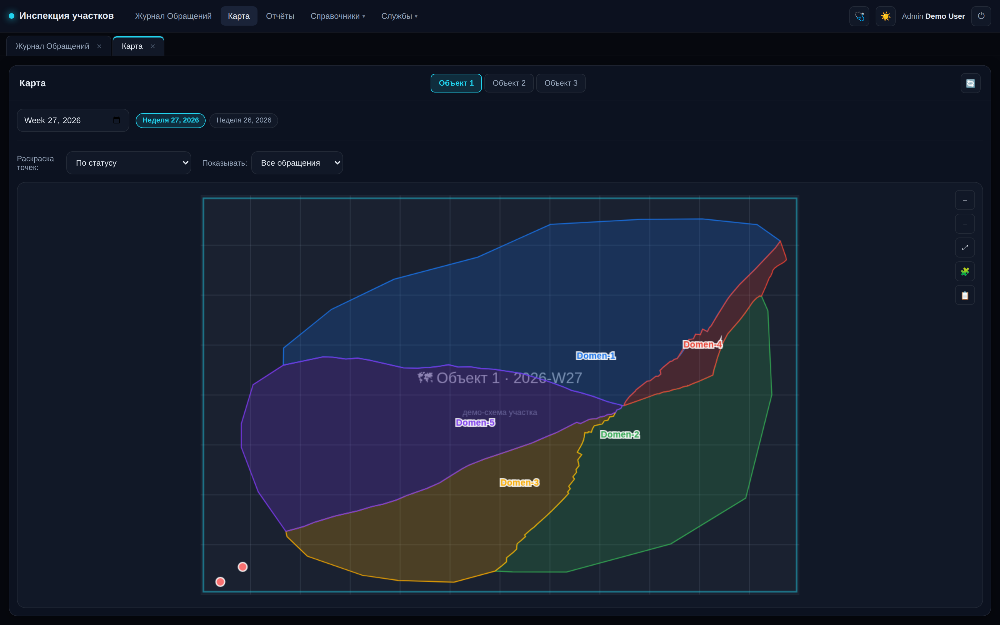 Инспекция участков Журнал Обращений Карта Отчёты Справочники ▾ Службы ▾ Admin Demo User
Журнал Обращений × Карта ×
Карта Объект 1 Объект 2 Объект 3
Week 27, 2026 Неделя 27, 2026 Неделя 26, 2026
Раскраска
точек:
По статусу Показывать: Все обращения
+
−
Domen-4
Domen-1
Объект 1 · 2026-W27
демо-схема участка
Domen-5
Domen-2
Domen-3